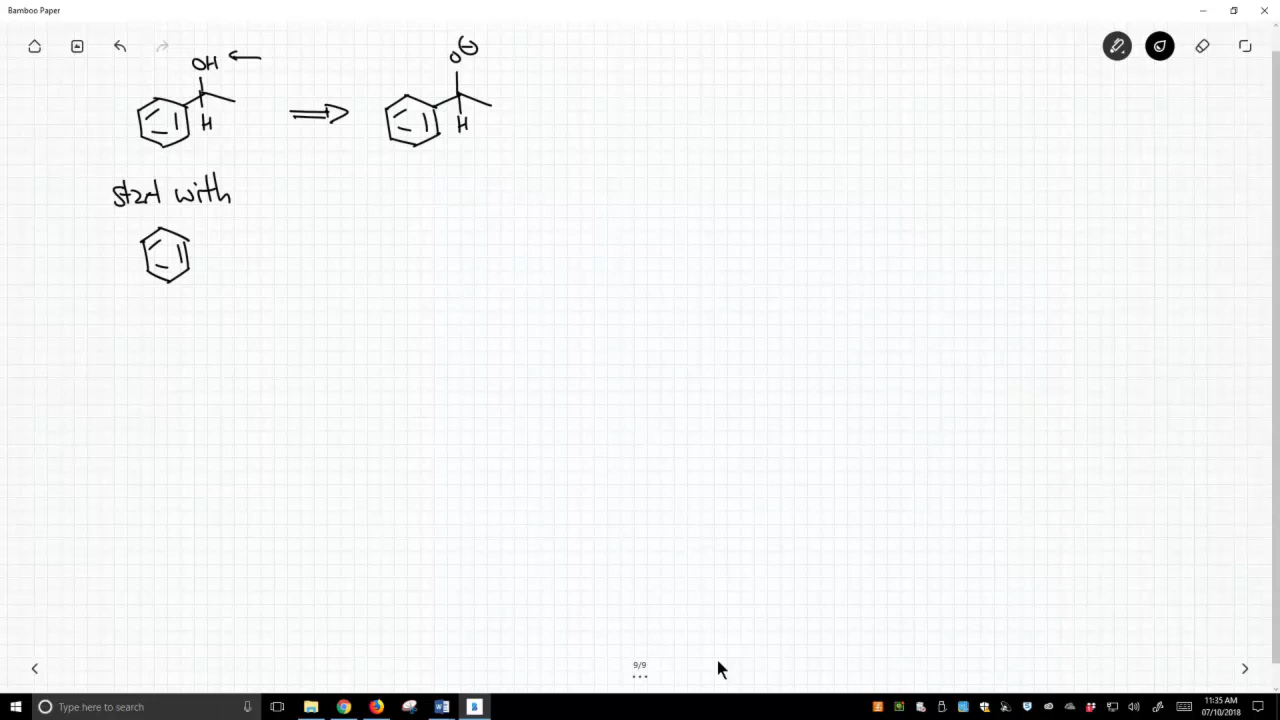 Bamboo Paper
OH
O⊖
H
H
start with
9/9
Type here to search
11:35 AM
07/10/2018